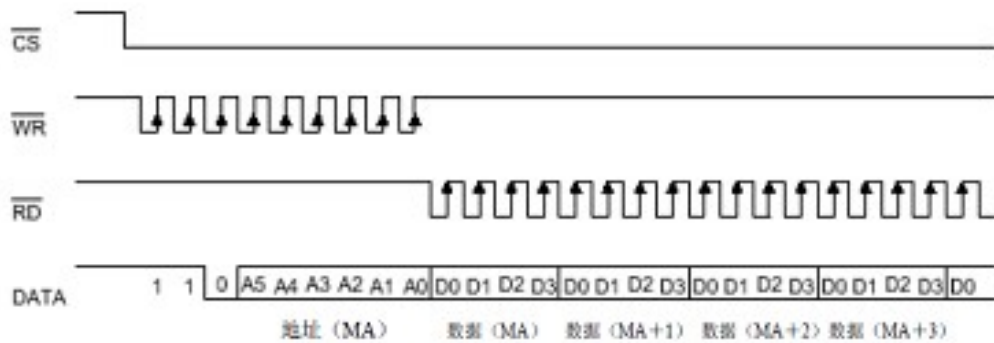 CS
WR
RD
DATA 1 1 0 A5 A4 A3 A2 A1 A0 D0 D1 D2 D3 D0 D1 D2 D3 D0 D1 D2 D3 D0 D1 D2 D3 D0
地址（MA） 数据（MA） 数据（MA+1） 数据（MA+2） 数据（MA+3）